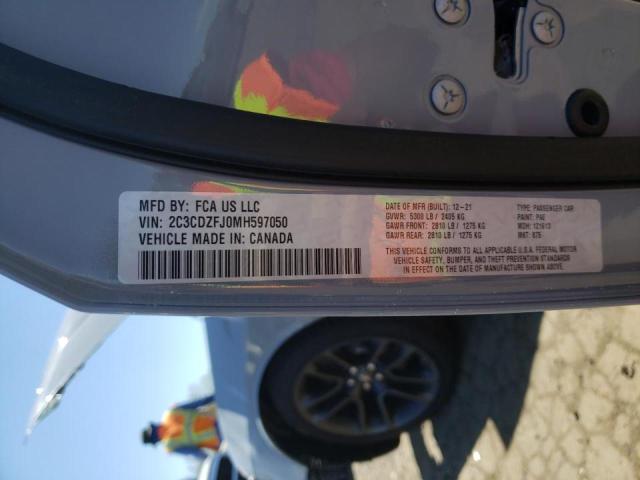 MFD BY: FCA US LLC
VIN: 2C3CDZFJ0MH597050
VEHICLE MADE IN: CANADA
DATE OF MFR (BUILT): 12-21
GVWR: 5300 LB / 2405 KG
GAWR FRONT: 2810 LB / 1275 KG
GAWR REAR: 2810 LB / 1275 KG
TYPE: PASSENGER CAR
PAINT: PAE
MDH: 121613
THIS VEHICLE CONFORMS TO ALL APPLICABLE U.S.A. FEDERAL MOTOR
VEHICLE SAFETY, BUMPER, AND THEFT PREVENTION STANDARDS
IN EFFECT ON THE DATE OF MANUFACTURE SHOWN ABOVE.